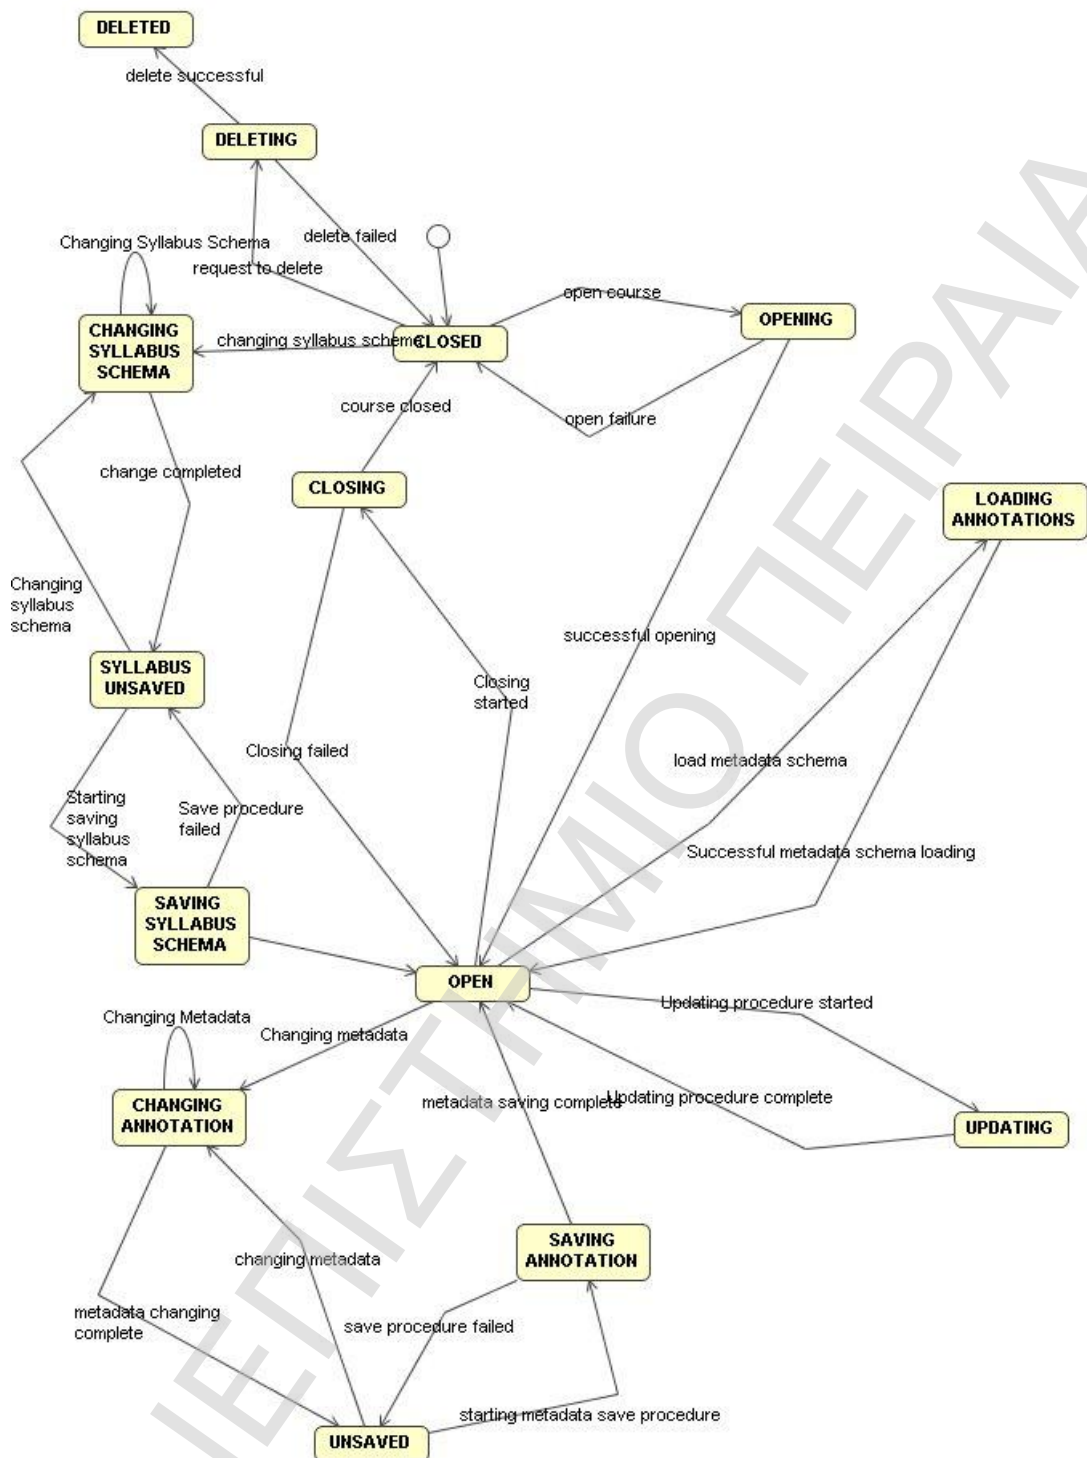 DELETED
delete successful
DELETING
Changing Syllabus Schema
delete failed
request to delete
open course
OPENING
CHANGING
SYLLABUS
SCHEMA
changing syllabus schema
CLOSED
course closed
open failure
change completed
CLOSING
LOADING
ANNOTATIONS
Changing
syllabus
schema
successful opening
SYLLABUS
UNSAVED
Closing
started
Closing failed
load metadata schema
Starting
saving
syllabus
schema
Save procedure
failed
Successful metadata schema loading
SAVING
SYLLABUS
SCHEMA
OPEN
Updating procedure started
Changing Metadata
Changing metadata
CHANGING
ANNOTATION
metadata saving complete
Updating procedure complete
UPDATING
SAVING
ANNOTATION
changing metadata
metadata changing
complete
save procedure failed
starting metadata save procedure
UNSAVED
ΕΠΙΣΤΗΜΙΟ ΠΕΙΡΑΙΑ